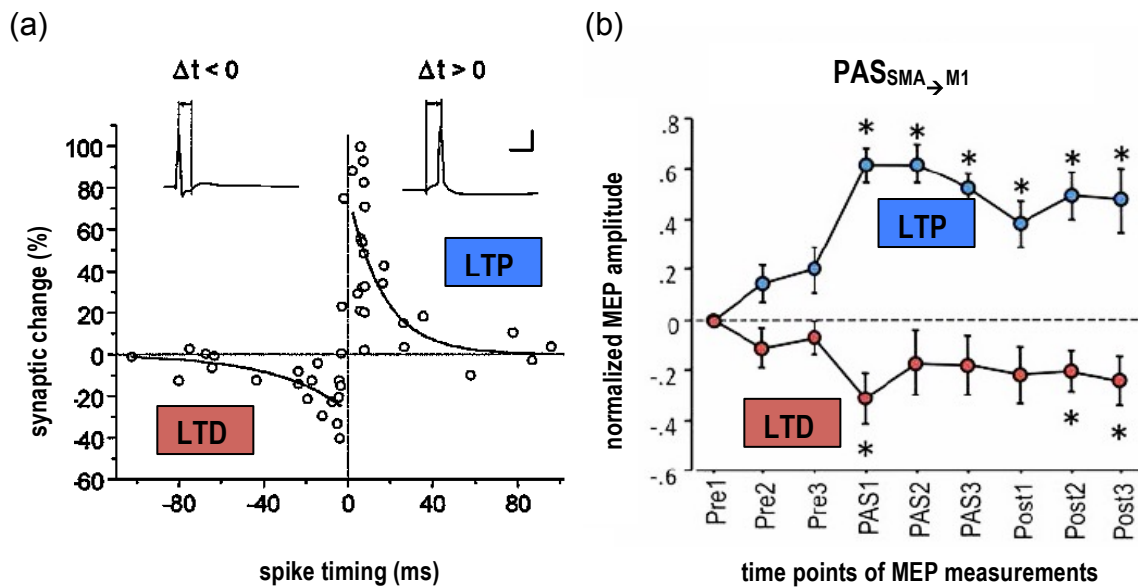 (a)
Δt < 0
Δt > 0
100
80
60
40
20
0
-20
-40
-60
synaptic change (%)
LTP
LTD
-80
-40
0
40
80
spike timing (ms)
(b)
PAS SMA→M1
.8
.6
.4
.2
0
-.2
-.4
-.6
normalized MEP amplitude
* * * * * *
LTP
LTD
* * *
Pre1
Pre2
Pre3
PAS1
PAS2
PAS3
Post1
Post2
Post3
time points of MEP measurements